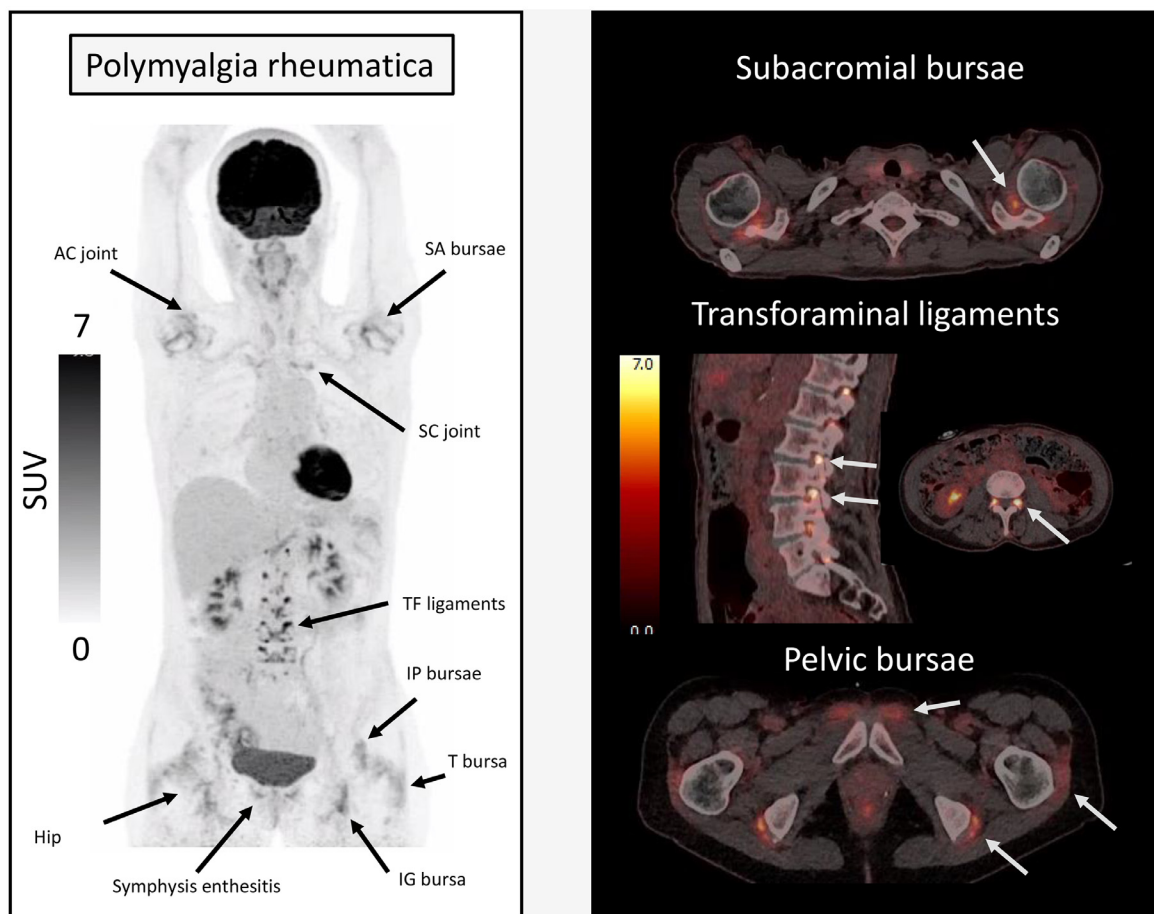 Polymyalgia rheumatica
AC joint
SA bursae
7
SC joint
SUV
TF ligaments
0
IP bursae
T bursa
Hip
Symphysis enthesitis
IG bursa
Subacromial bursae
Transforaminal ligaments
7.0
0.0
Pelvic bursae